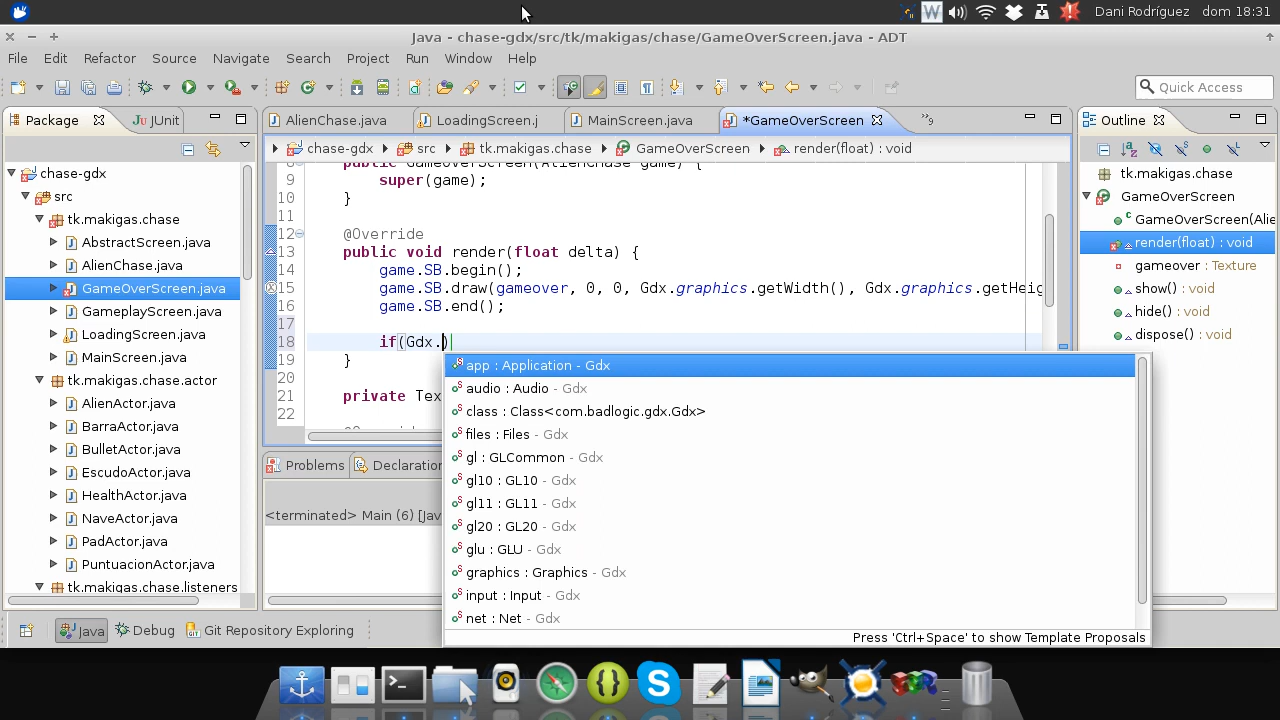 Dani Rodríguez dom 18:31
Java - chase-gdx/src/tk/makigas/chase/GameOverScreen.java - ADT
File Edit Refactor Source Navigate Search Project Run Window Help
Quick Access
Package JUnit
AlienChase.java LoadingScreen.j MainScreen.java *GameOverScreen 9
Outline
chase-gdx src tk.makigas.chase GameOverScreen render(float) : void
chase-gdx
src
tk.makigas.chase
AbstractScreen.java
AlienChase.java
GameOverScreen.java
GameplayScreen.java
LoadingScreen.java
MainScreen.java
tk.makigas.chase.actor
AlienActor.java
BarraActor.java
BulletActor.java
EscudoActor.java
HealthActor.java
NaveActor.java
PadActor.java
PuntuacionActor.java
tk.makigas.chase.listeners
public GameOverScreen(AlienChase game) {
9 super(game);
10 }
11
12 @Override
13 public void render(float delta) {
14 game.SB.begin();
15 game.SB.draw(gameover, 0, 0, Gdx.graphics.getWidth(), Gdx.graphics.getHeig
16 game.SB.end();
17
18 if(Gdx.)
19 }
20
21 private Tex
22
app : Application - Gdx
audio : Audio - Gdx
class : Class<com.badlogic.gdx.Gdx>
files : Files - Gdx
gl : GLCommon - Gdx
gl10 : GL10 - Gdx
gl11 : GL11 - Gdx
gl20 : GL20 - Gdx
glu : GLU - Gdx
graphics : Graphics - Gdx
input : Input - Gdx
net : Net - Gdx
Press 'Ctrl+Space' to show Template Proposals
Problems Declaration
<terminated> Main (6) [Jav
tk.makigas.chase
GameOverScreen
GameOverScreen(Alie
render(float) : void
gameover : Texture
show() : void
hide() : void
dispose() : void
Java Debug Git Repository Exploring